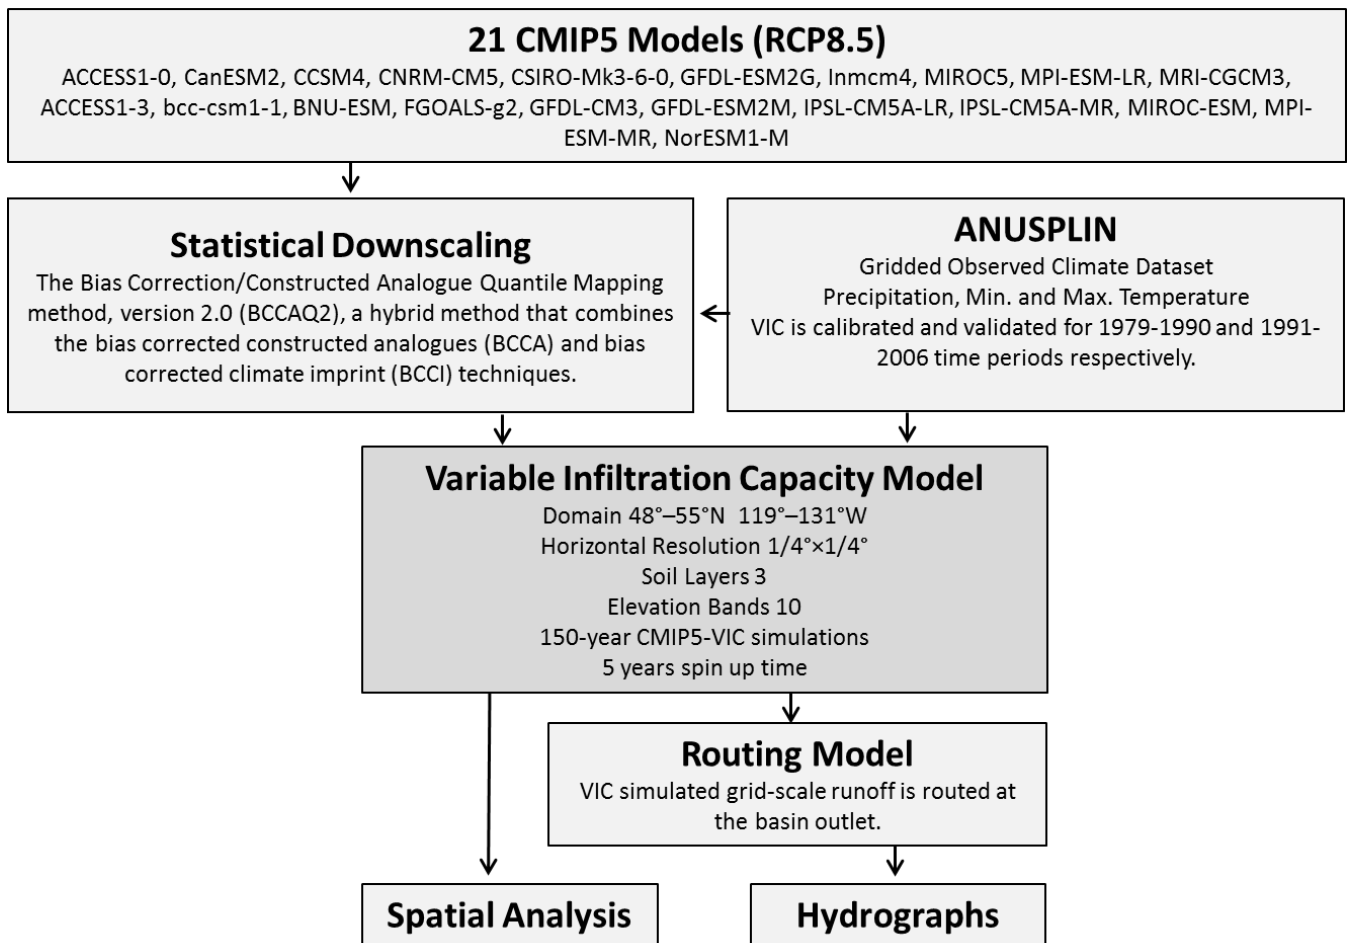 21 CMIP5 Models (RCP8.5)
ACCESS1-0, CanESM2, CCSM4, CNRM-CM5, CSIRO-Mk3-6-0, GFDL-ESM2G, Inmcm4, MIROC5, MPI-ESM-LR, MRI-CGCM3,
ACCESS1-3, bcc-csm1-1, BNU-ESM, FGOALS-g2, GFDL-CM3, GFDL-ESM2M, IPSL-CM5A-LR, IPSL-CM5A-MR, MIROC-ESM, MPI-
ESM-MR, NorESM1-M
Statistical Downscaling
The Bias Correction/Constructed Analogue Quantile Mapping
method, version 2.0 (BCCAQ2), a hybrid method that combines
the bias corrected constructed analogues (BCCA) and bias
corrected climate imprint (BCCI) techniques.
ANUSPLIN
Gridded Observed Climate Dataset
Precipitation, Min. and Max. Temperature
VIC is calibrated and validated for 1979-1990 and 1991-
2006 time periods respectively.
Variable Infiltration Capacity Model
Domain 48°–55°N 119°–131°W
Horizontal Resolution 1/4°×1/4°
Soil Layers 3
Elevation Bands 10
150-year CMIP5-VIC simulations
5 years spin up time
Routing Model
VIC simulated grid-scale runoff is routed at
the basin outlet.
Spatial Analysis
Hydrographs